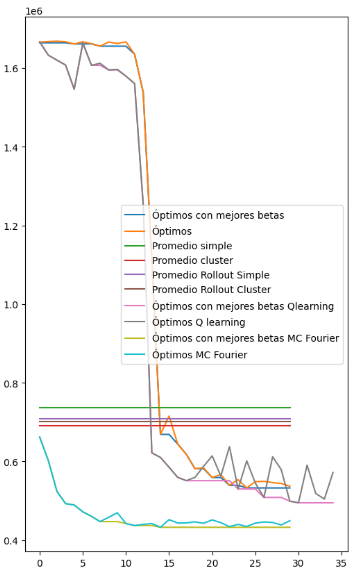 1e6
1.6
1.4
1.2
1.0
0.8
0.6
0.4
Óptimos con mejores betas
Óptimos
Promedio simple
Promedio cluster
Promedio Rollout Simple
Promedio Rollout Cluster
Óptimos con mejores betas Qlearning
Óptimos Q learning
Óptimos con mejores betas MC Fourier
Óptimos MC Fourier
0 5 10 15 20 25 30 35